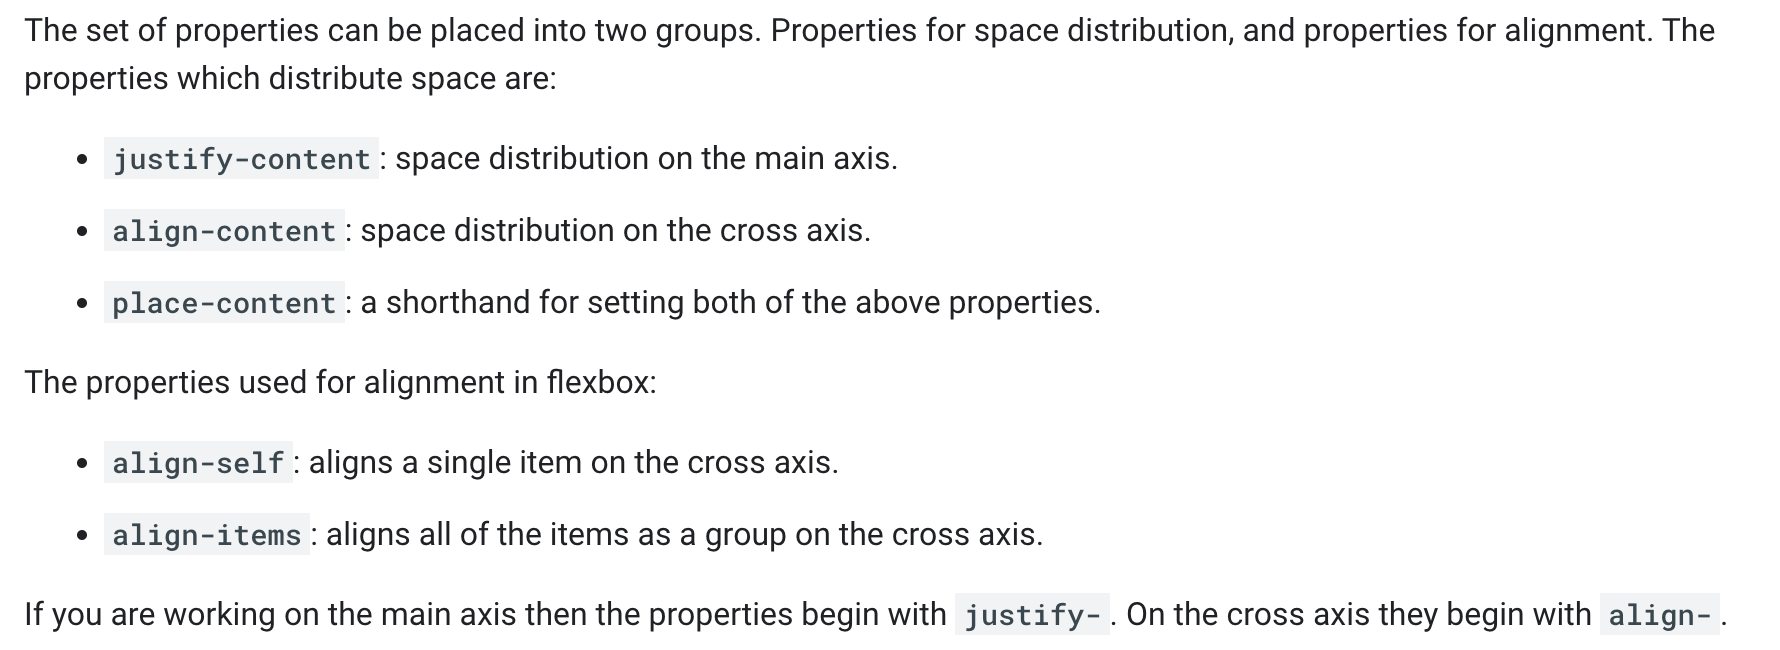 The set of properties can be placed into two groups. Properties for space distribution, and properties for alignment. The
properties which distribute space are:
• justify-content: space distribution on the main axis.
• align-content: space distribution on the cross axis.
• place-content: a shorthand for setting both of the above properties.
The properties used for alignment in flexbox:
• align-self: aligns a single item on the cross axis.
• align-items: aligns all of the items as a group on the cross axis.
If you are working on the main axis then the properties begin with justify-. On the cross axis they begin with align-.